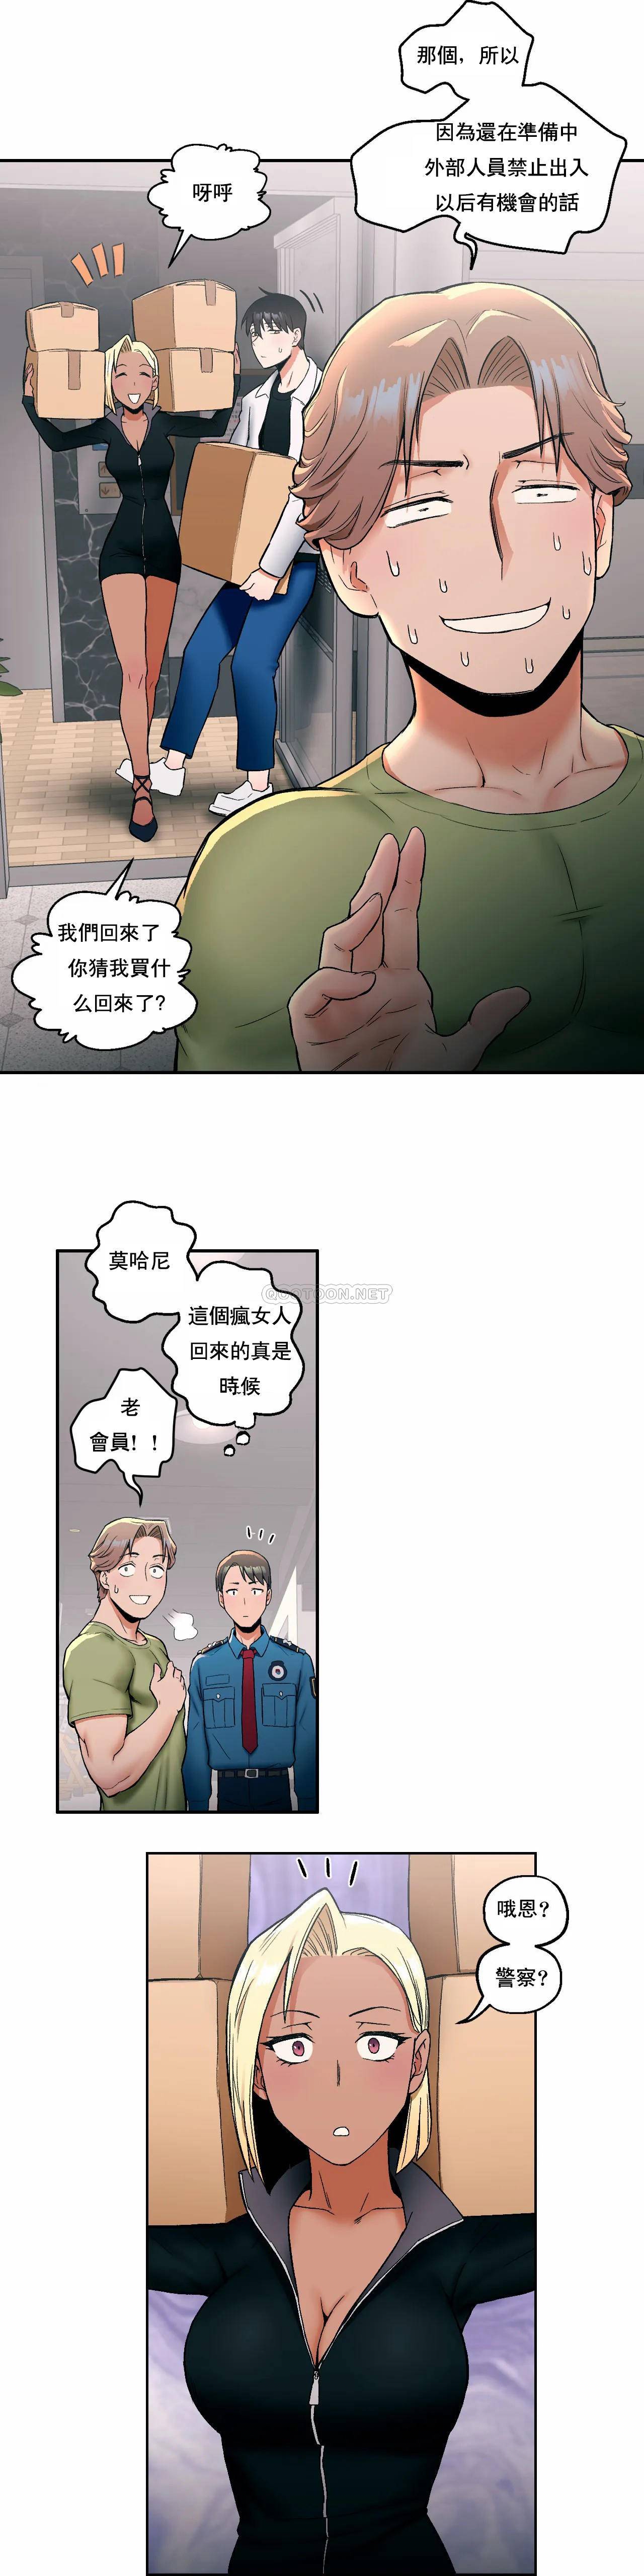 那個，所以
因為還在準備中
外部人員禁止出入
以后有機會的話
呀呼
我們回來了
你猜我買什
么回來了?
莫哈尼
這個瘋女人
回來的真是
時候
QOOTOON.NET
老
會員！！
哦恩?
警察?